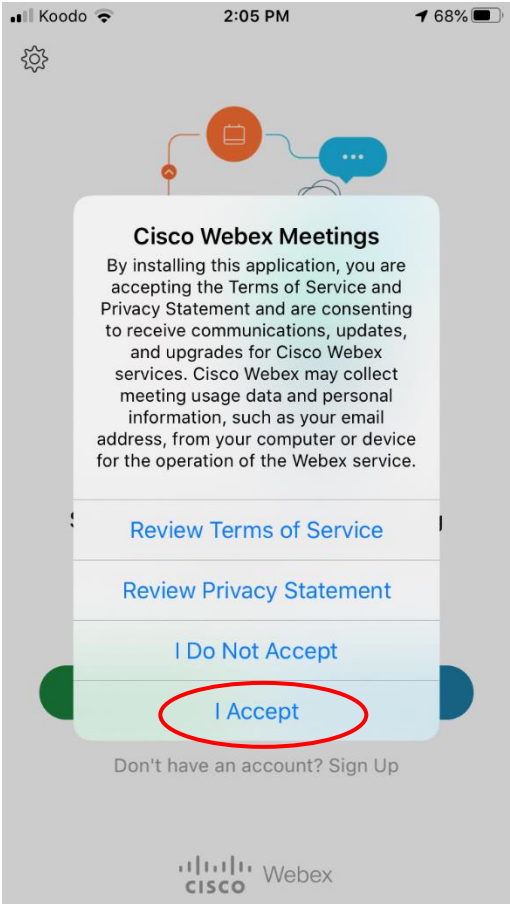 Koodo 2:05 PM 68%
Cisco Webex Meetings
By installing this application, you are
accepting the Terms of Service and
Privacy Statement and are consenting
to receive communications, updates,
and upgrades for Cisco Webex
services. Cisco Webex may collect
meeting usage data and personal
information, such as your email
address, from your computer or device
for the operation of the Webex service.
Review Terms of Service
Review Privacy Statement
I Do Not Accept
I Accept
Don't have an account? Sign Up
CISCO Webex